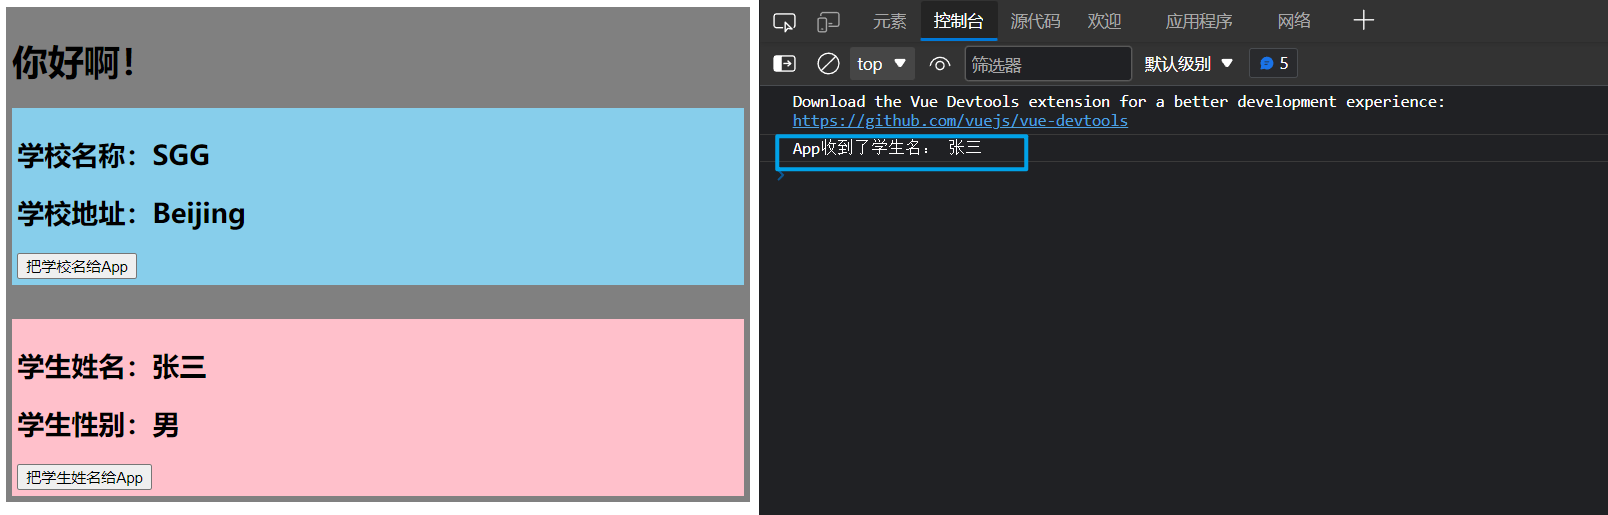 你好啊！
学校名称：SGG
学校地址：Beijing
把学校名给App
学生姓名：张三
学生性别：男
把学生姓名给App
元素 控制台 源代码 欢迎 应用程序 网络
top 筛选器 默认级别 5
Download the Vue Devtools extension for a better development experience:
https://github.com/vuejs/vue-devtools
App收到了学生名： 张三